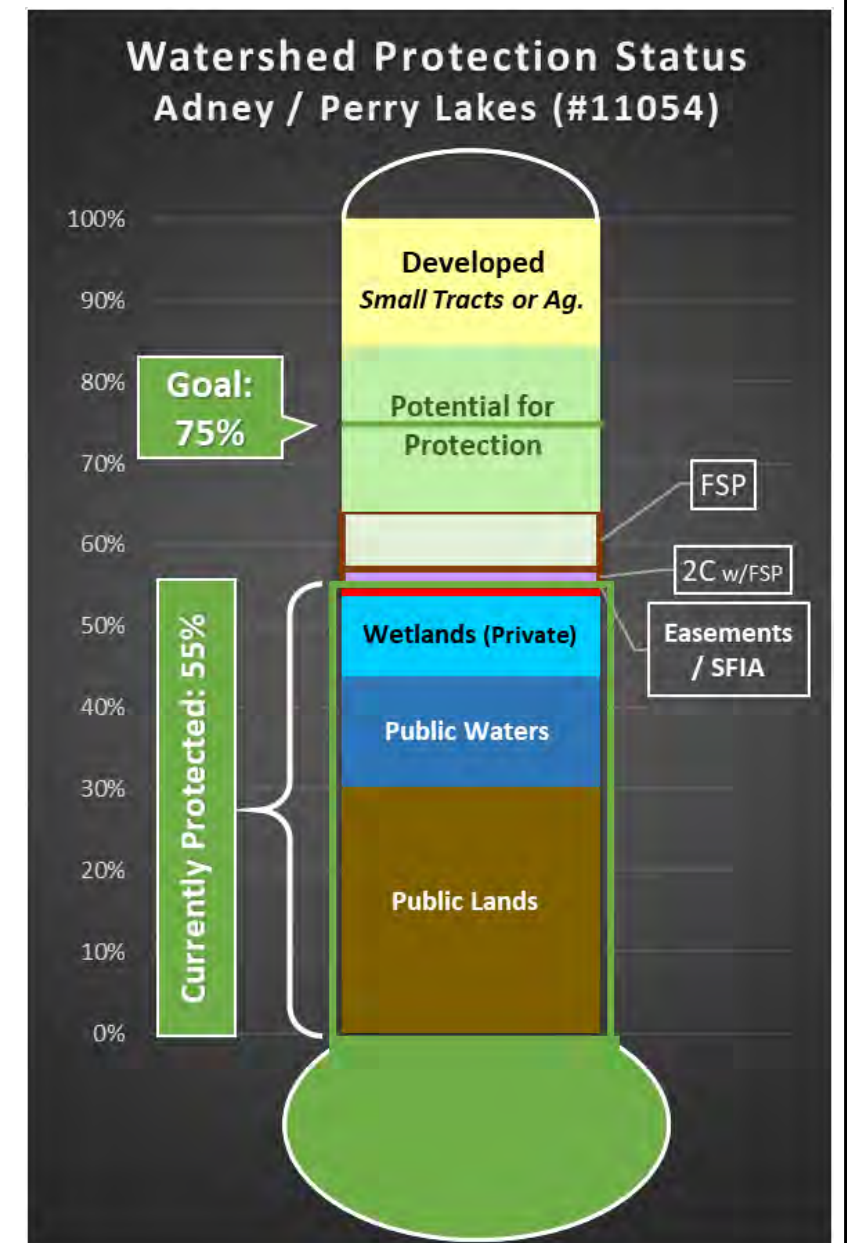 Watershed Protection Status
Adney / Perry Lakes (#11054)
100%
90%
80%
70%
60%
50%
40%
30%
20%
10%
0%
Goal:
75%
Currently Protected: 55%
Developed
Small Tracts or Ag.
Potential for
Protection
FSP
2C w/FSP
Easements
/ SFIA
Wetlands (Private)
Public Waters
Public Lands